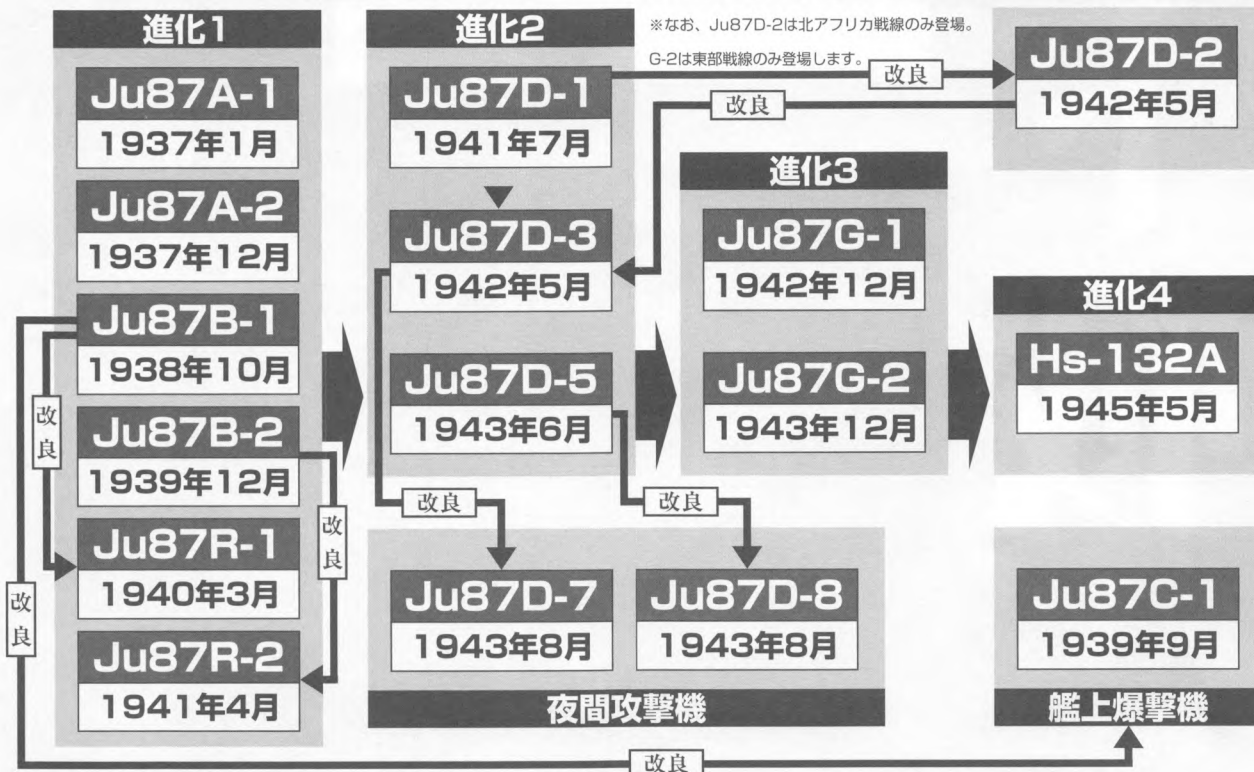 進化1
Ju87A-1
1937年1月
Ju87A-2
1937年12月
Ju87B-1
1938年10月
Ju87B-2
1939年12月
Ju87R-1
1940年3月
Ju87R-2
1941年4月
改良
改良
改良
進化2
Ju87D-1
1941年7月
Ju87D-3
1942年5月
Ju87D-5
1943年6月
※なお、Ju87D-2は北アフリカ戦線のみ登場。
G-2は東部戦線のみ登場します。
改良
改良
Ju87D-2
1942年5月
進化3
Ju87G-1
1942年12月
Ju87G-2
1943年12月
進化4
Hs-132A
1945年5月
改良
改良
Ju87D-7
1943年8月
Ju87D-8
1943年8月
夜間攻撃機
Ju87C-1
1939年9月
艦上爆撃機
改良